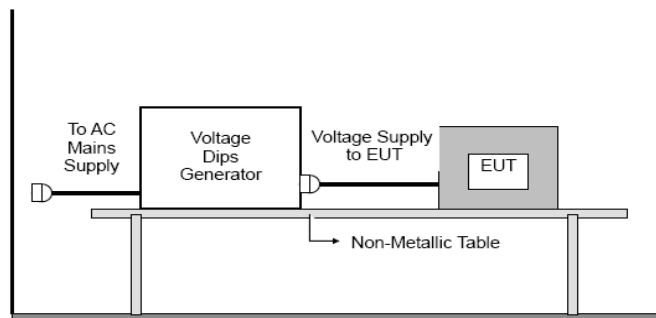 To AC
Mains
Supply
Voltage
Dips
Generator
Voltage Supply
to EUT
EUT
Non-Metallic Table